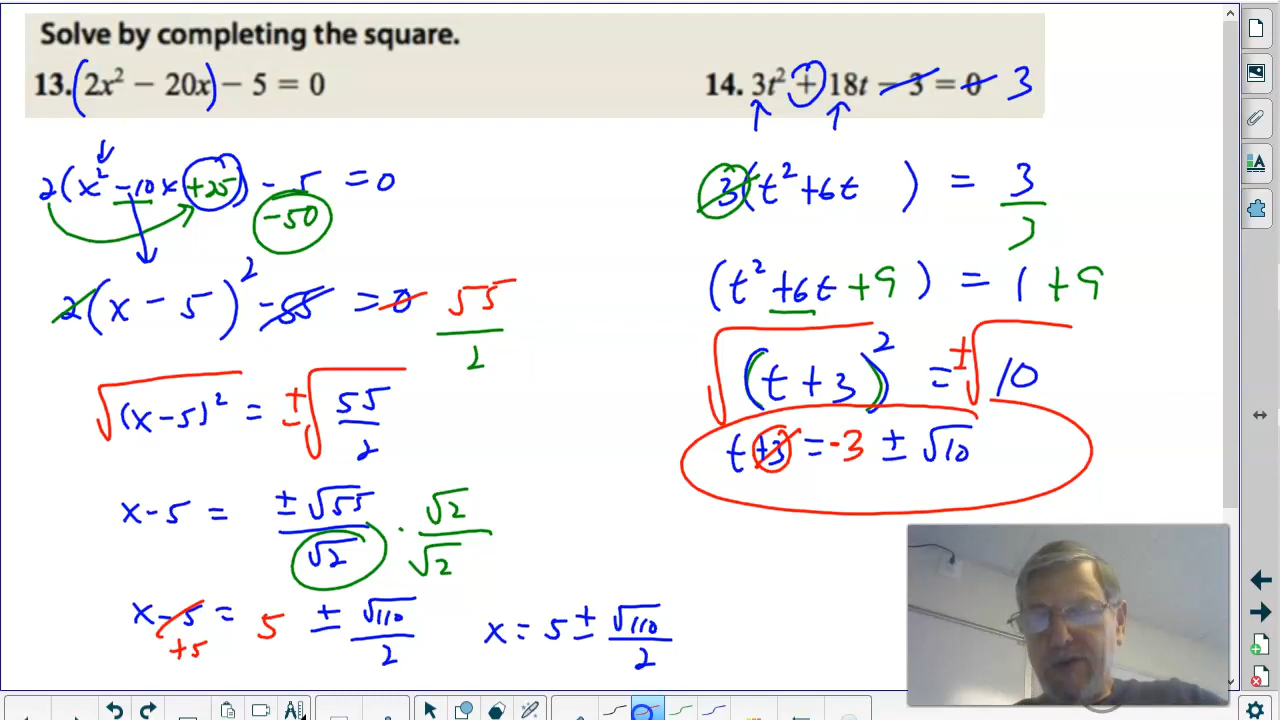 Solve by completing the square.
13. (2x² − 20x) − 5 = 0
2(x² − 10x + 25) − 5 = 0
− 50
2(x − 5)² − 55 = 0 55
2
√(x − 5)² = ± √55/2
x − 5 = ± √55/√2 · √2/√2
x − 5 = 5 ± √110/2
+5
x = 5 ± √110/2
14. 3t² + 18t − 3 = 0 3
3(t² + 6t ) = 3/3
(t² + 6t + 9 ) = 1 + 9
√(t + 3)² = ± √10
t + 3 = −3 ± √10